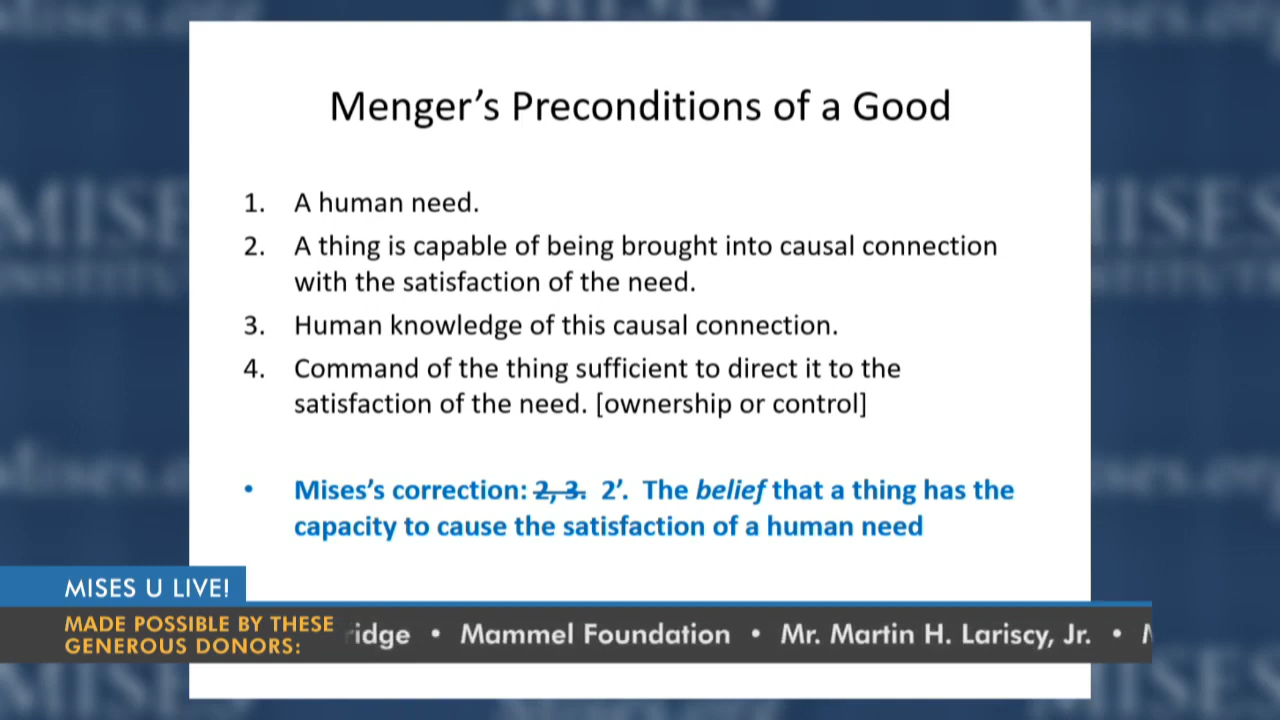 Menger’s Preconditions of a Good
1. A human need.
2. A thing is capable of being brought into causal connection
with the satisfaction of the need.
3. Human knowledge of this causal connection.
4. Command of the thing sufficient to direct it to the
satisfaction of the need. [ownership or control]
• Mises’s correction: 2, 3. 2’. The belief that a thing has the
capacity to cause the satisfaction of a human need
MISES U LIVE!
MADE POSSIBLE BY THESE
GENEROUS DONORS:
idge • Mammel Foundation • Mr. Martin H. Lariscy, Jr. •